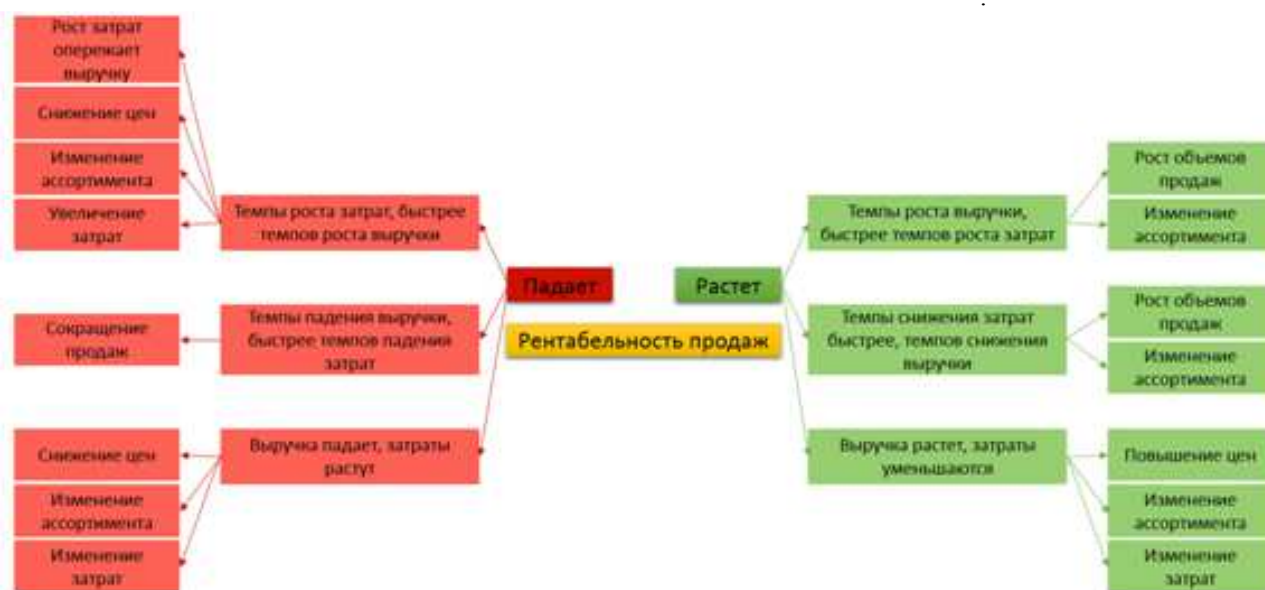 Рост затрат
опережает
выручку
Снижение цен
Изменение
ассортимента
Увеличение
затрат
Темпы роста затрат, быстрее
темпов роста выручки
Сокращение
продаж
Темпы падения выручки,
быстрее темпов падения
затрат
Снижение цен
Изменение
ассортимента
Изменение
затрат
Выручка падает, затраты
растут
Падает
Растет
Рентабельность продаж
Темпы роста выручки,
быстрее темпов роста затрат
Рост объемов
продаж
Изменение
ассортимента
Темпы снижения затрат
быстрее, темпов снижения
выручки
Рост объемов
продаж
Изменение
ассортимента
Выручка растет, затраты
уменьшаются
Повышение цен
Изменение
ассортимента
Изменение
затрат